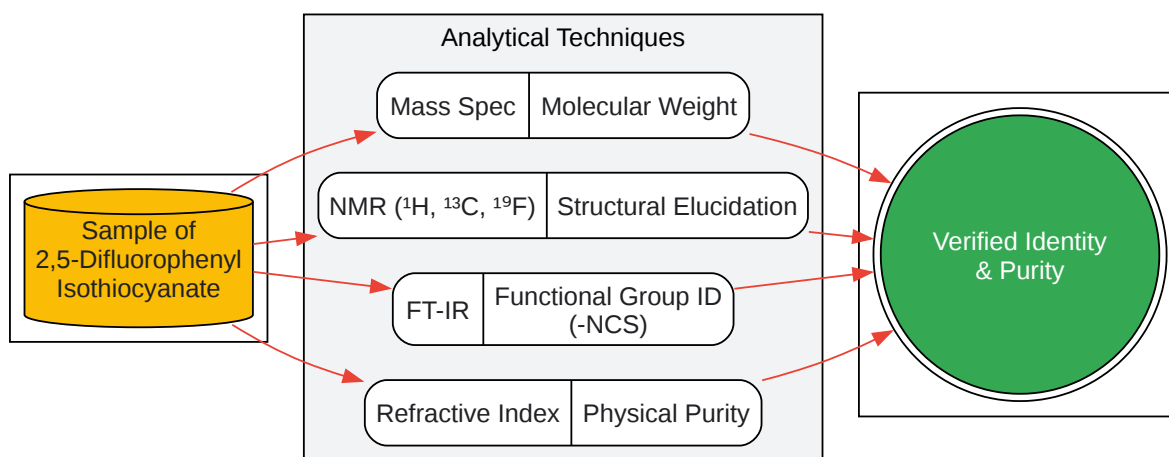 Analytical Techniques
Mass Spec
Molecular Weight
NMR (¹H, ¹³C, ¹⁹F)
Structural Elucidation
Sample of
2,5-Difluorophenyl
Isothiocyanate
FT-IR
Functional Group ID
(-NCS)
Refractive Index
Physical Purity
Verified Identity
& Purity